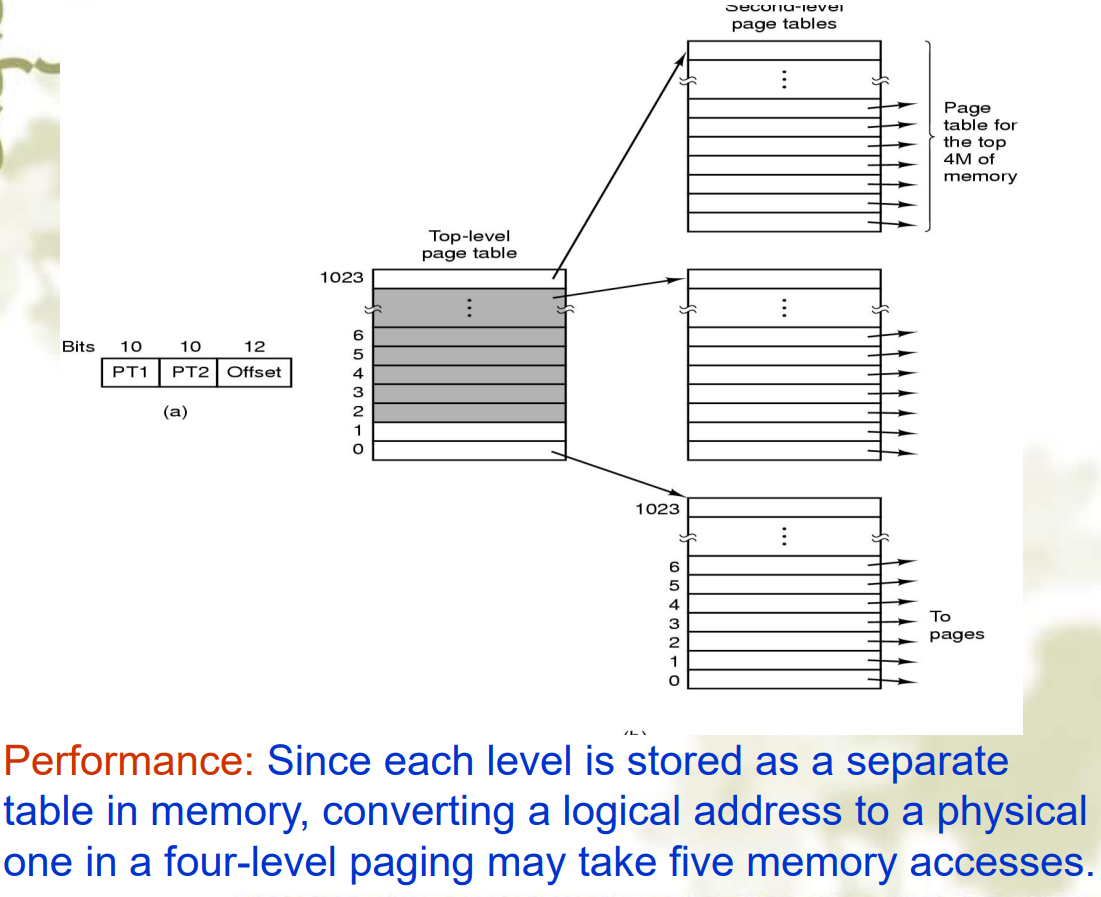 Second-level
page tables
Page
table for
the top
4M of
memory
Top-level
page table
1023
6
5
4
3
2
1
0
Bits 10 10 12
PT1 PT2 Offset
(a)
1023
6
5
4
3
2
1
0
To
pages
(b)
Performance: Since each level is stored as a separate
table in memory, converting a logical address to a physical
one in a four-level paging may take five memory accesses.